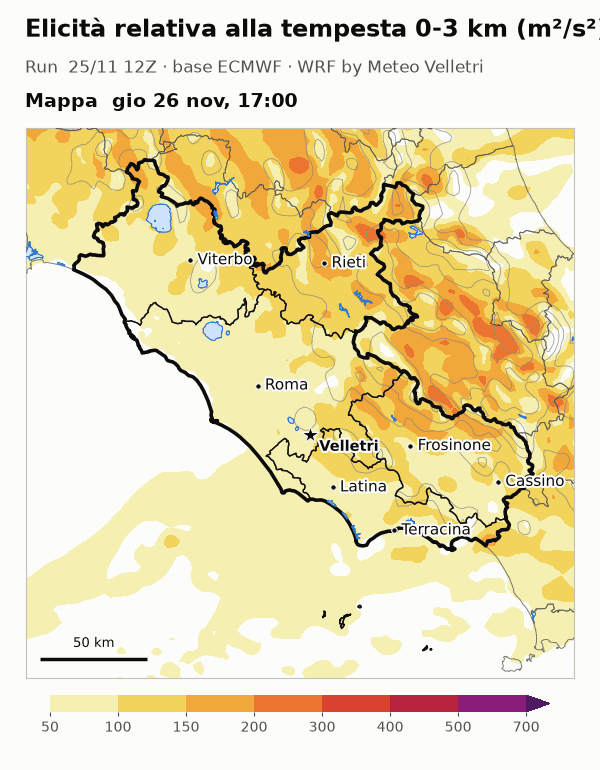 Elicità relativa alla tempesta 0-3 km (m²/s²)
Run 25/11 12Z · base ECMWF · WRF by Meteo Velletri
Mappa gio 26 nov, 17:00
Viterbo
Rieti
Roma
Velletri
Frosinone
Cassino
Latina
Terracina
50 km
50 100 150 200 300 400 500 700